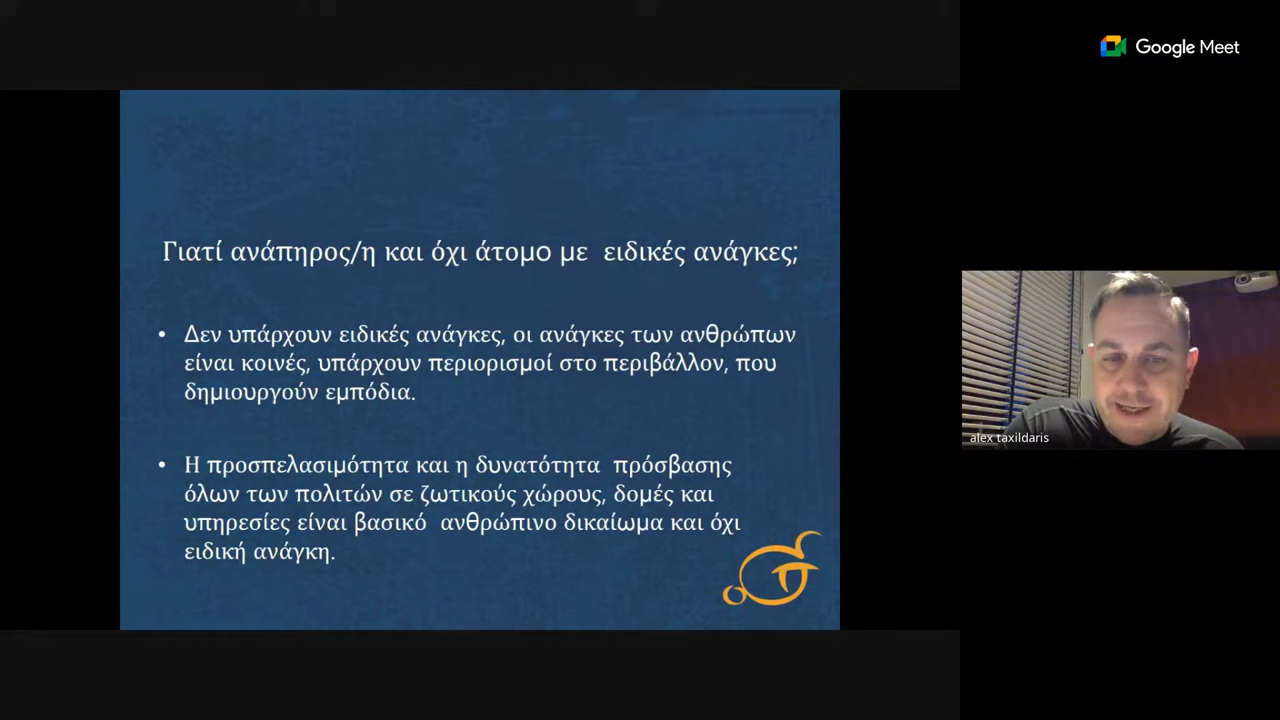 Google Meet
Γιατί ανάπηρος/η και όχι άτομο με ειδικές ανάγκες;
• Δεν υπάρχουν ειδικές ανάγκες, οι ανάγκες των ανθρώπων
είναι κοινές, υπάρχουν περιορισμοί στο περιβάλλον, που
δημιουργούν εμπόδια.
• Η προσπελασιμότητα και η δυνατότητα πρόσβασης
όλων των πολιτών σε ζωτικούς χώρους, δομές και
υπηρεσίες είναι βασικό ανθρώπινο δικαίωμα και όχι
ειδική ανάγκη.
alex taxildaris